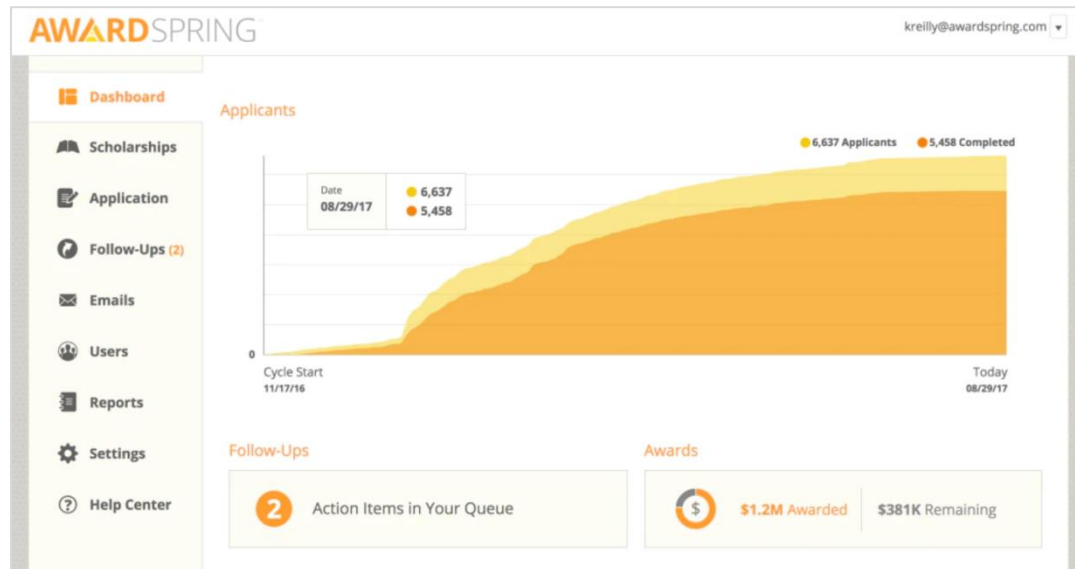 AWARDSPRING
kreilly@awardspring.com
Dashboard
Scholarships
Application
Follow-Ups (2)
Emails
Users
Reports
Settings
Help Center
Applicants
6,637 Applicants 5,458 Completed
Date
08/29/17
6,637
5,458
0
Cycle Start
11/17/16
Today
08/29/17
Follow-Ups
2 Action Items in Your Queue
Awards
$ $1.2M Awarded $381K Remaining